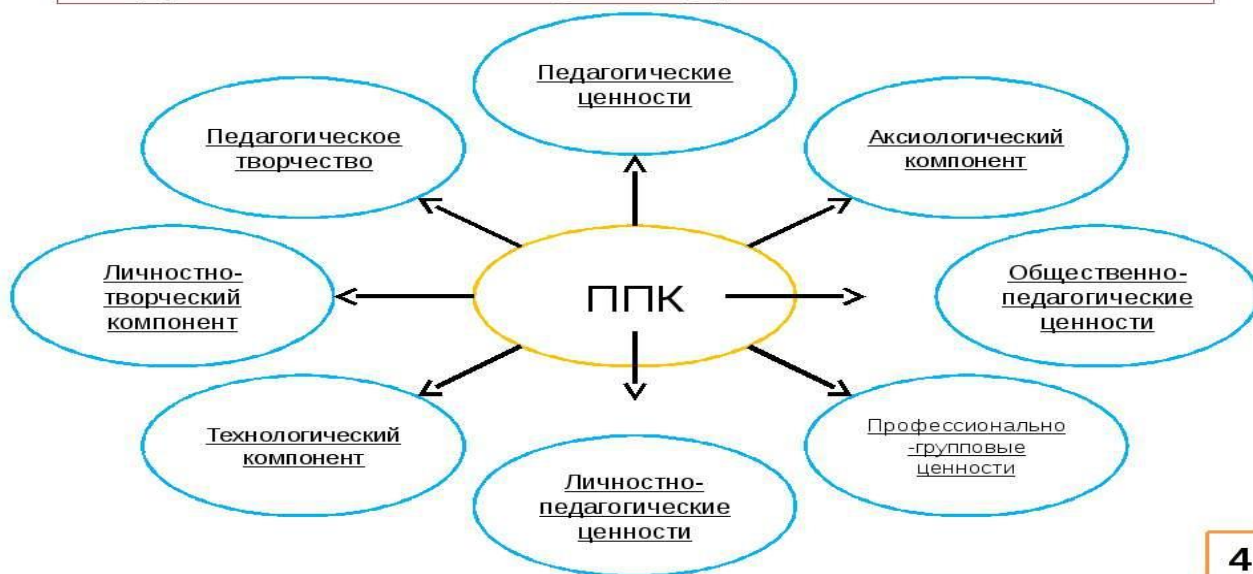 Педагогические
ценности
Педагогическое
творчество
Аксиологический
компонент
Личностно-
творческий
компонент
ППК
Общественно-
педагогические
ценности
Технологический
компонент
Профессионально
-групповые
ценности
Личностно-
педагогические
ценности
4